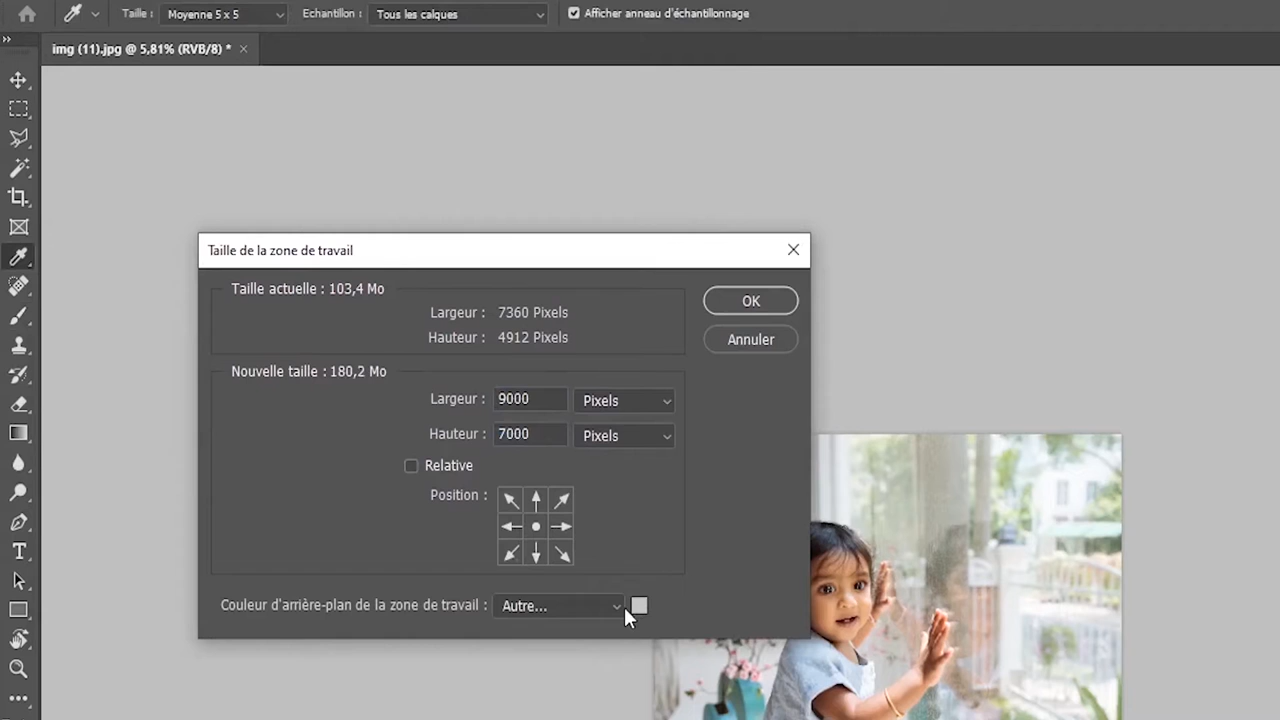 Taille : Moyenne 5 x 5 Echantillon : Tous les calques Afficher anneau d'échantillonnage
img (11).jpg @ 5,81% (RVB/8) *
Taille de la zone de travail
Taille actuelle : 103,4 Mo
OK
Largeur : 7360 Pixels
Hauteur : 4912 Pixels
Annuler
Nouvelle taille : 180,2 Mo
Largeur : 9000 Pixels
Hauteur : 7000 Pixels
Relative
Position :
Couleur d'arrière-plan de la zone de travail : Autre...